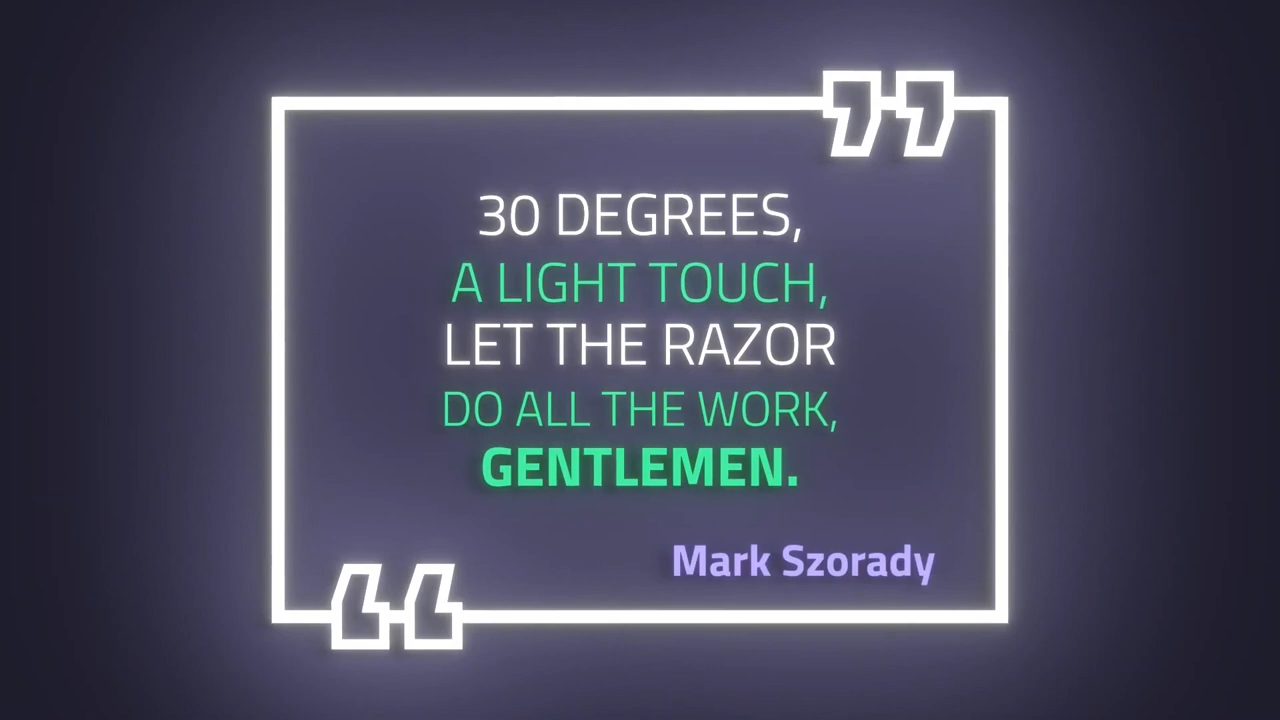 30 DEGREES,
A LIGHT TOUCH,
LET THE RAZOR
DO ALL THE WORK,
GENTLEMEN.
Mark Szorady